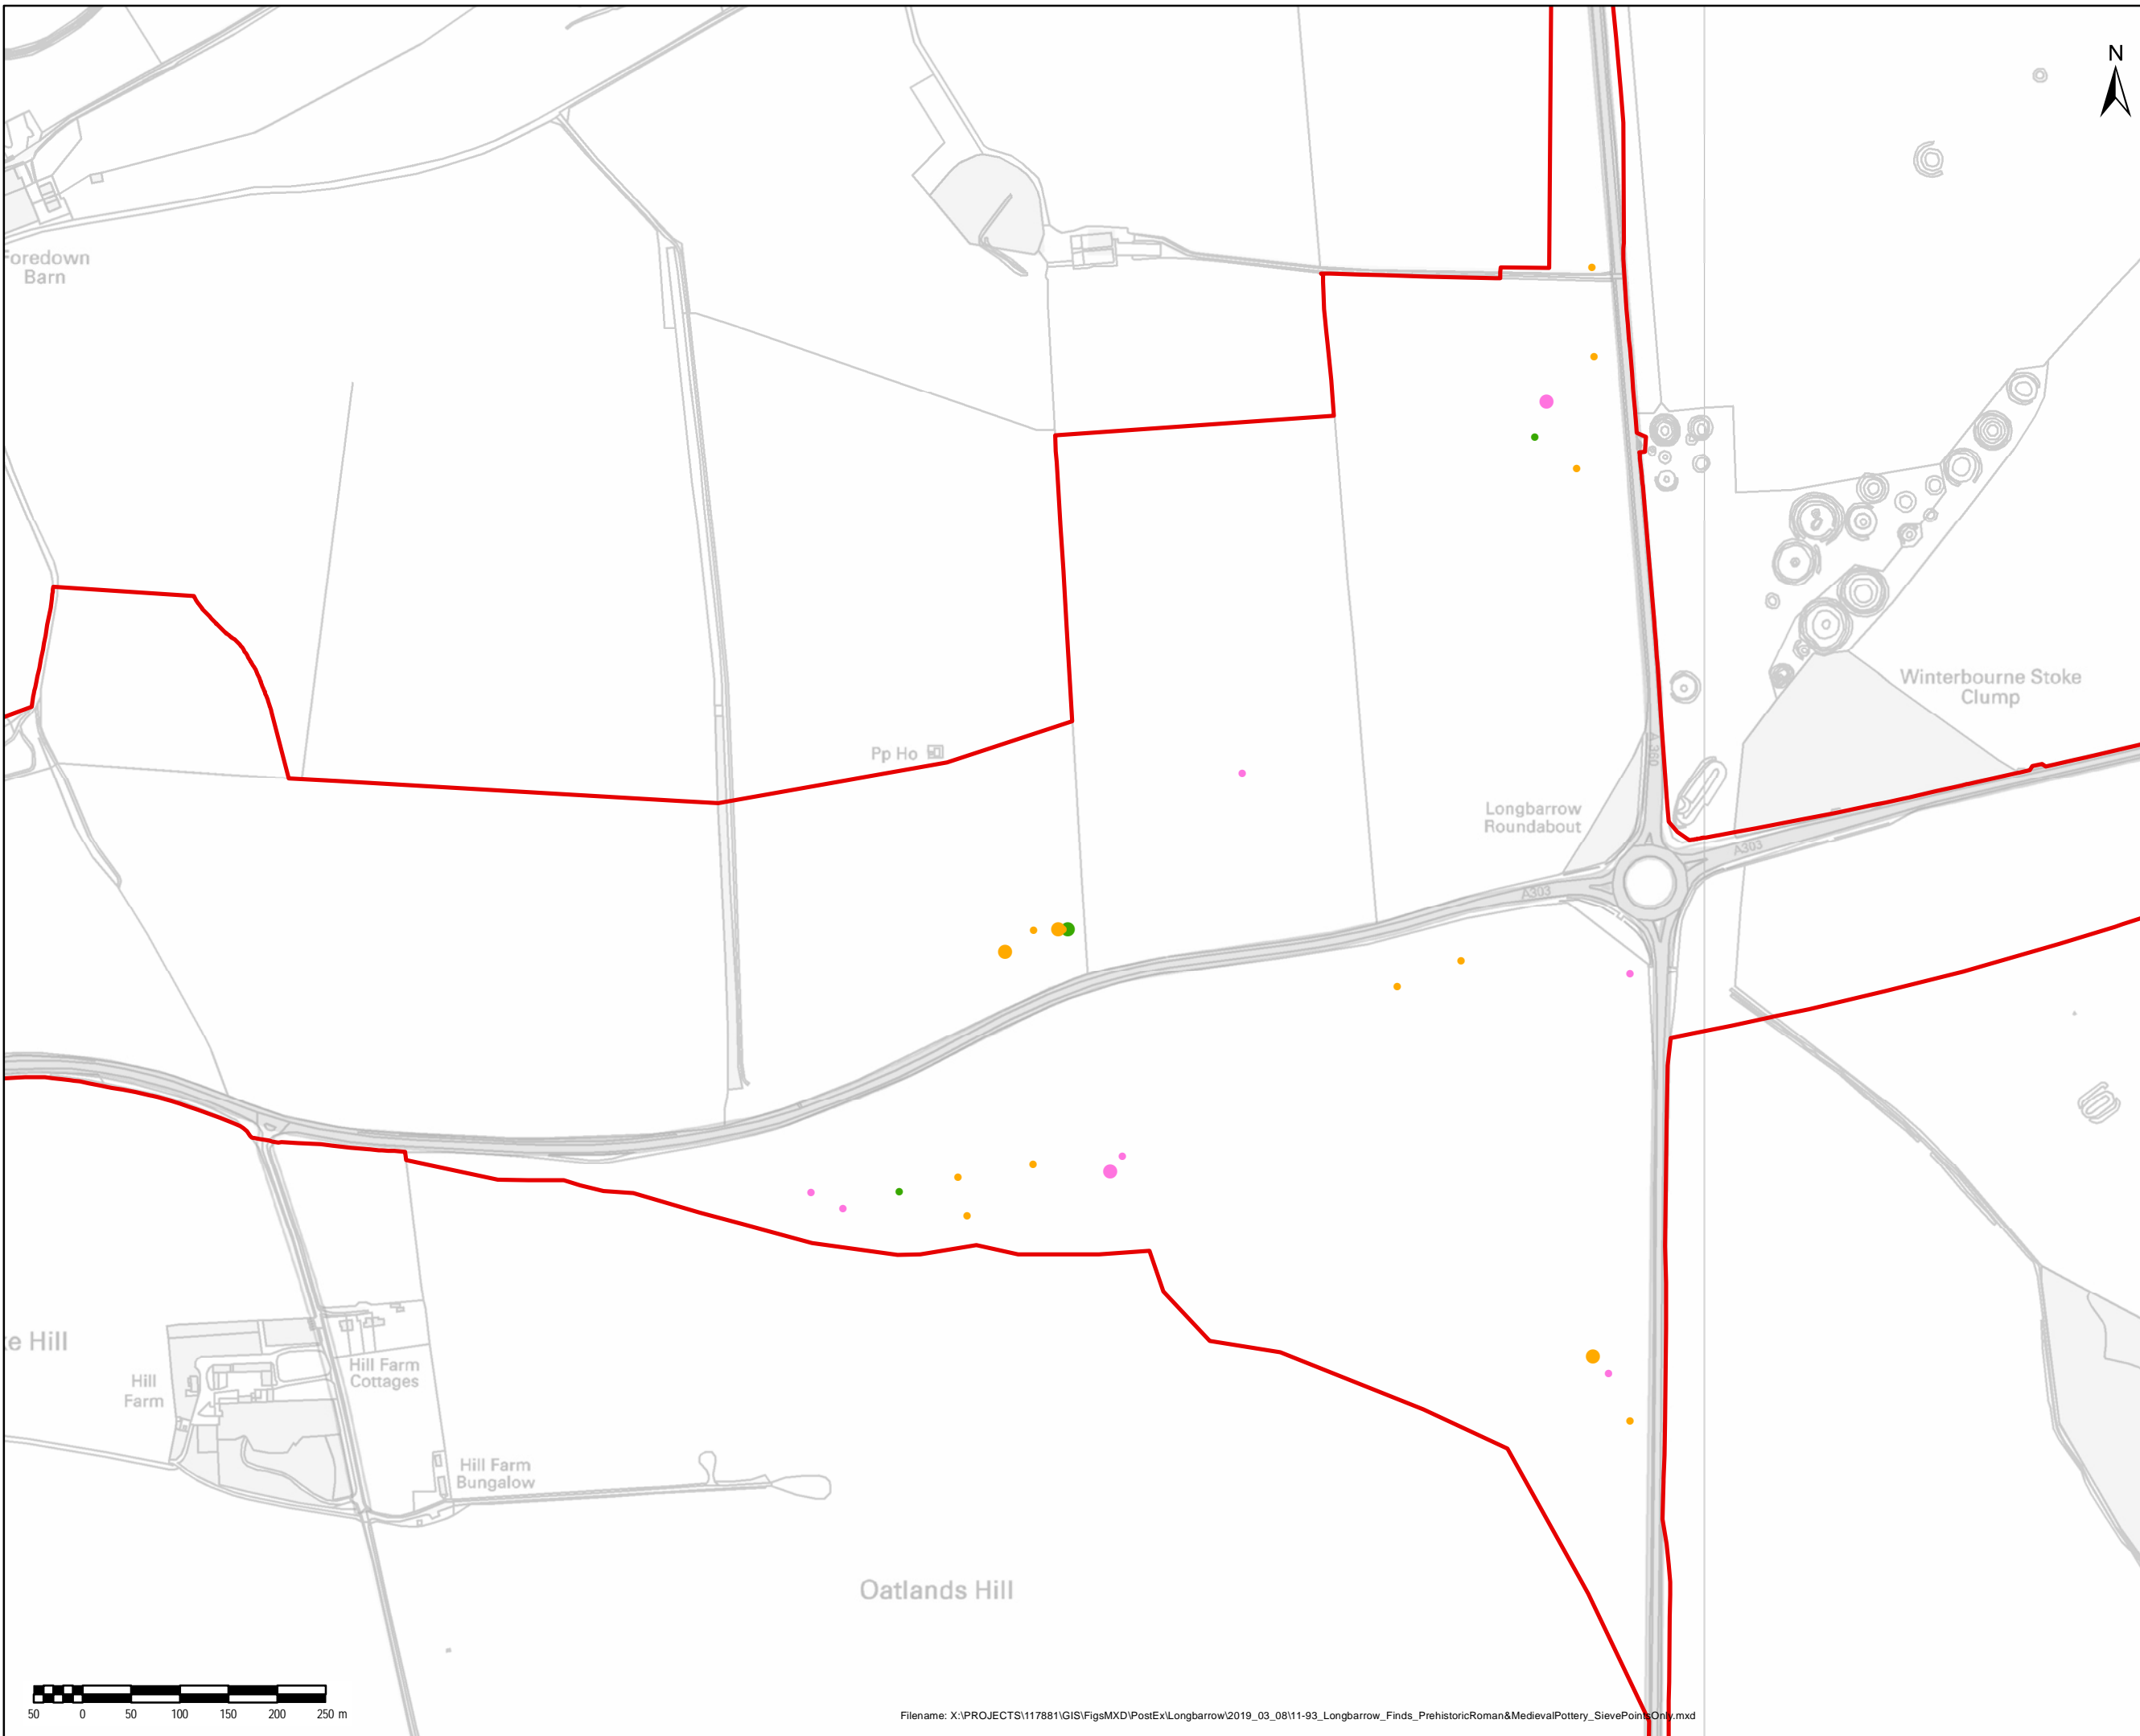 N
Foredown
Barn
Winterbourne Stoke
Clump
Pp Ho
A360
Longbarrow
Roundabout
A303
A303
ke Hill
Hill Farm
Cottages
Hill
Farm
Hill Farm
Bungalow
Oatlands Hill
50 0 50 100 150 200 250 m
Filename: X:\PROJECTS\117881\GIS\FigsMXD\PostEx\Longbarrow\2019_03_08\11-93_Longbarrow_Finds_PrehistoricRoman&MedievalPottery_SievePointsOnly.mxd